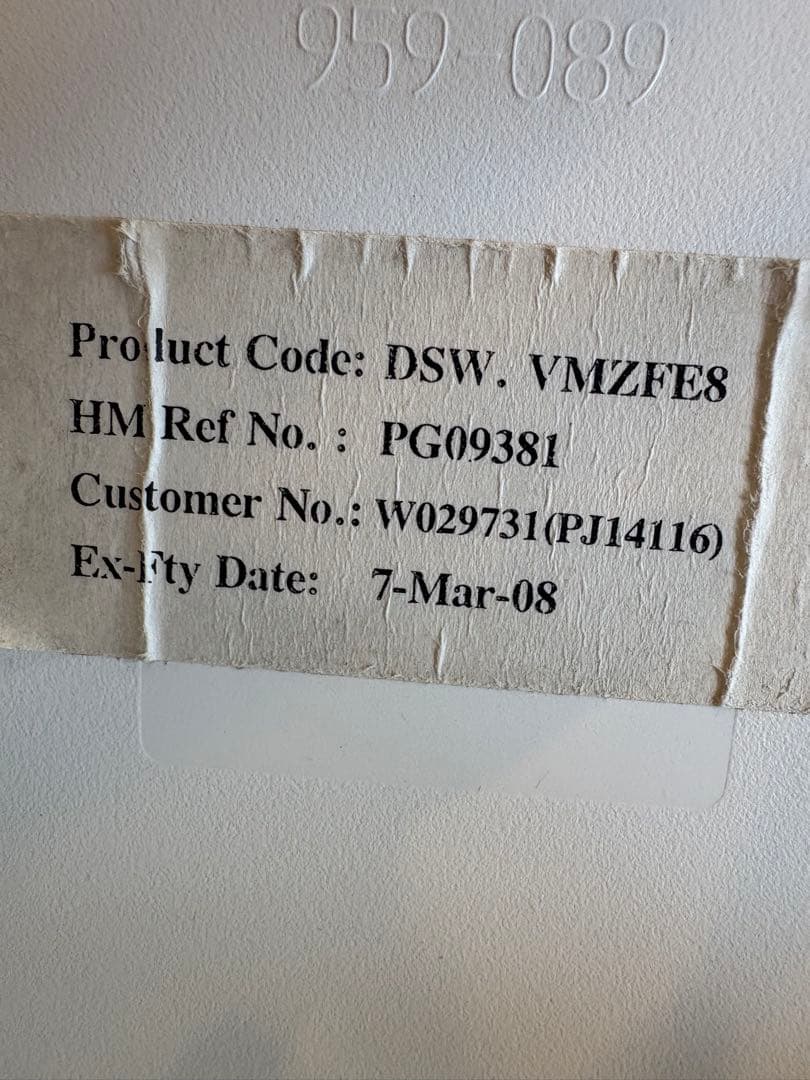 959-089
Product Code: DSW. VMZFE8
HM Ref No. : PG09381
Customer No.: W029731(PJ14116)
Ex-Fty Date: 7-Mar-08